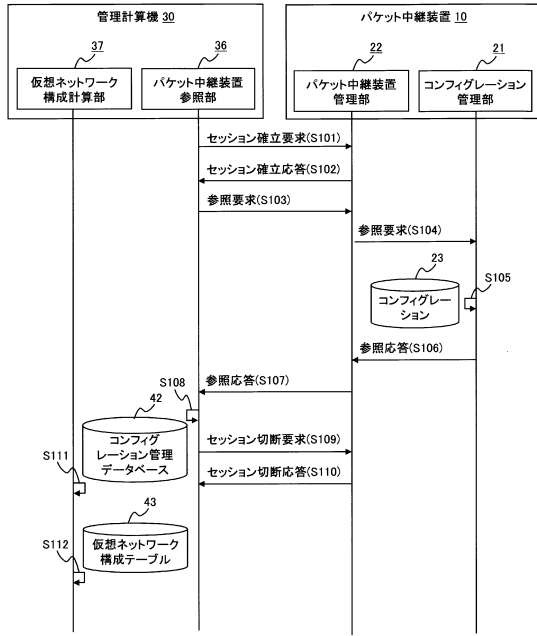 管理計算機 30
パケット中継装置 10
37
36
22
21
仮想ネットワーク
構成計算部
パケット中継装置
参照部
パケット中継装置
管理部
コンフィグレーション
管理部
セッション確立要求(S101)
セッション確立応答(S102)
参照要求(S103)
参照要求(S104)
23
S105
コンフィグレー
ション
参照応答(S106)
参照応答(S107)
S108
42
コンフィグ
レーション管理
データベース
セッション切断要求(S109)
S111
セッション切断応答(S110)
43
S112
仮想ネットワーク
構成テーブル